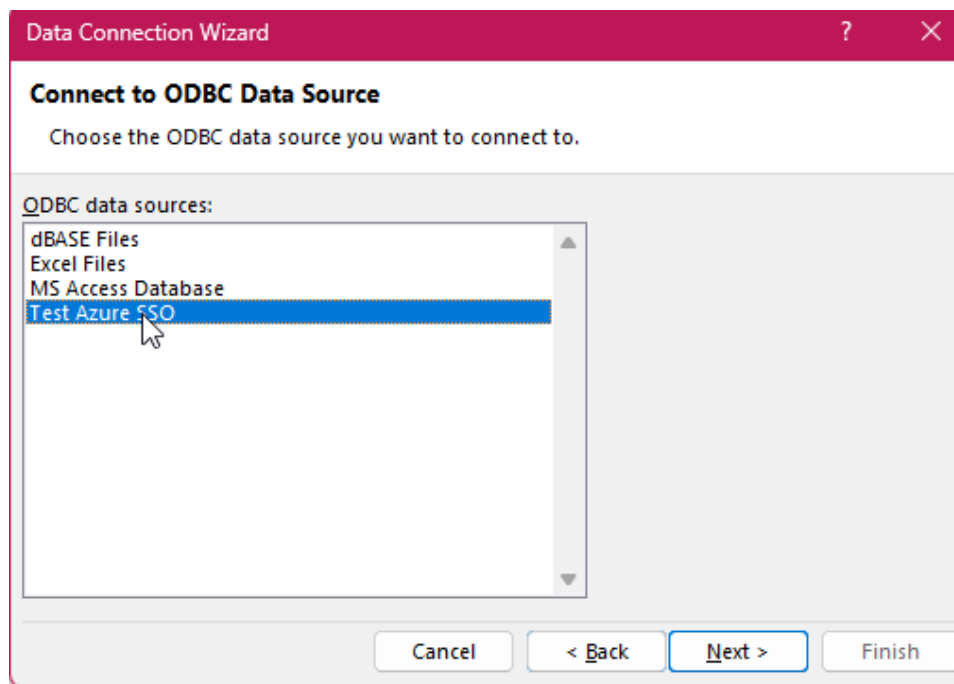 Data Connection Wizard ?
Connect to ODBC Data Source
Choose the ODBC data source you want to connect to.
ODBC data sources:
dBASE Files
Excel Files
MS Access Database
Test Azure SSO
Cancel < Back Next > Finish